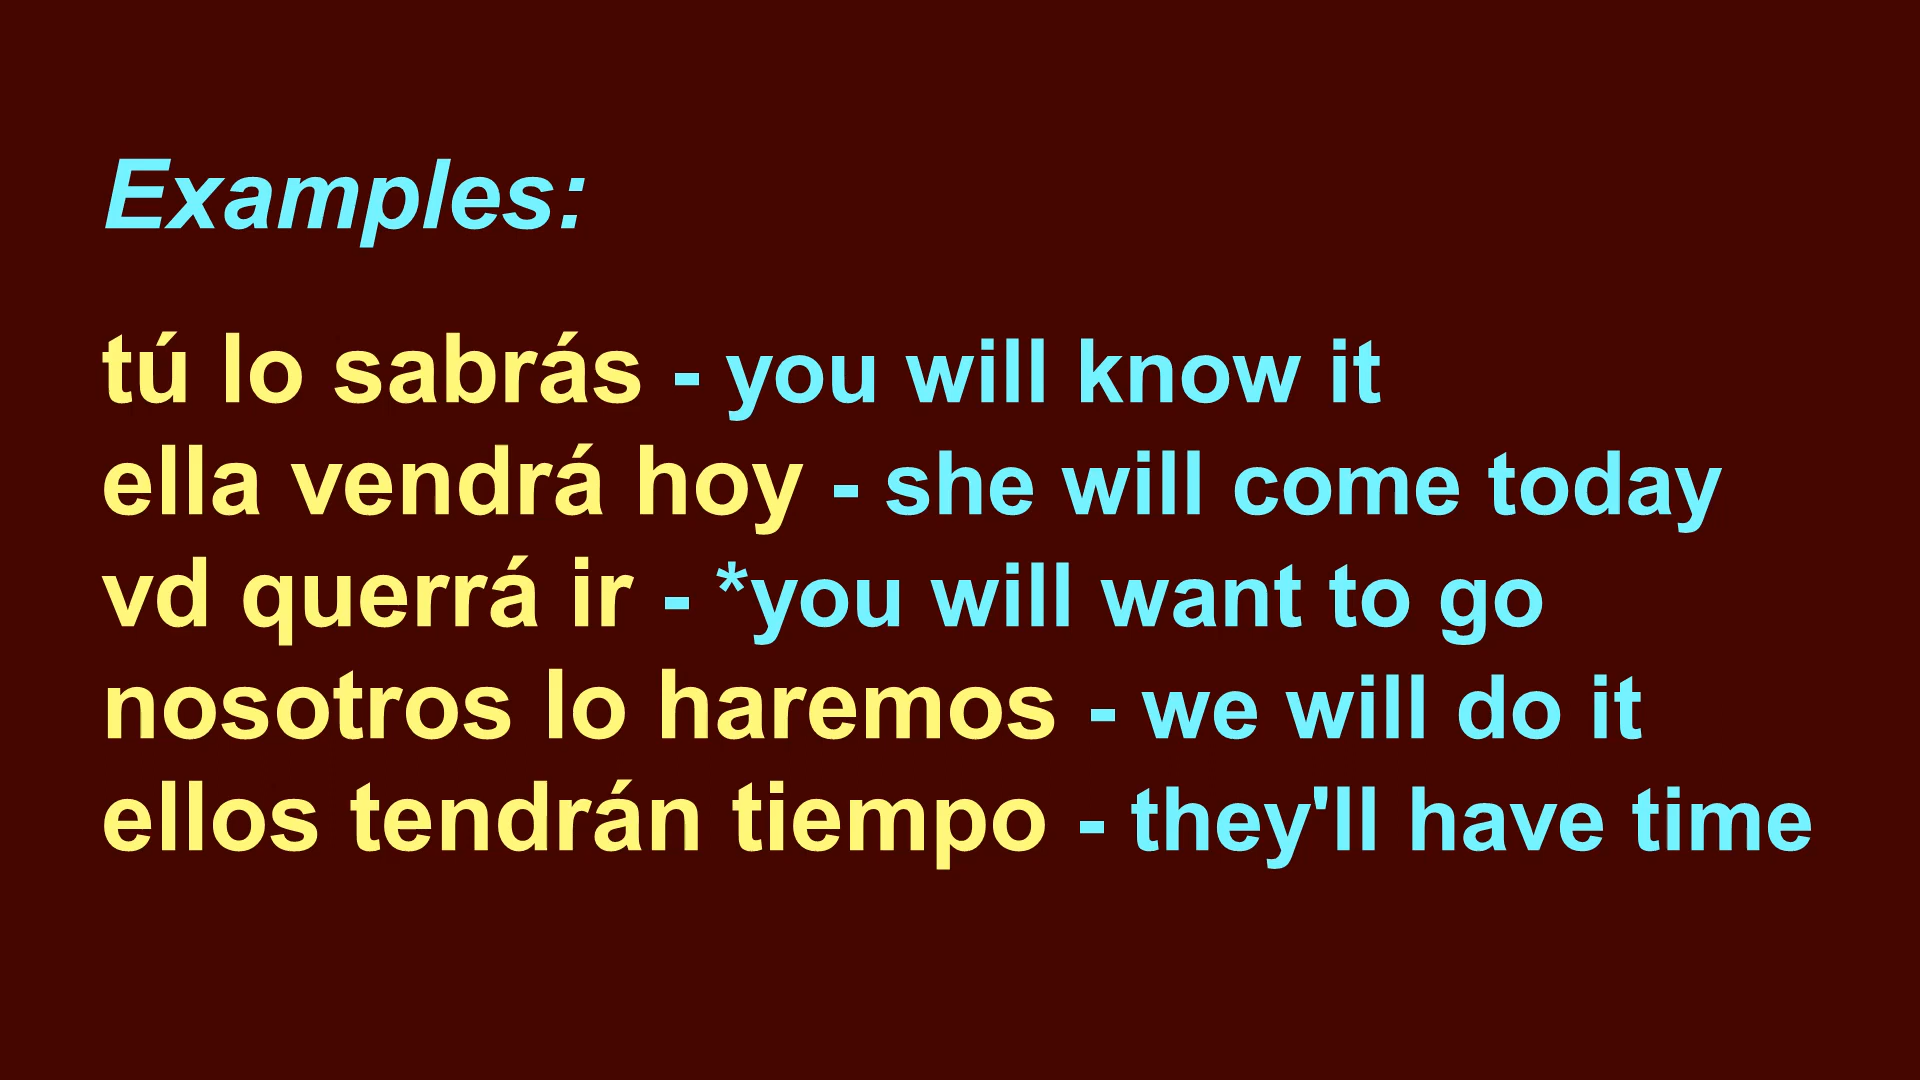 Examples:
tú lo sabrás - you will know it
ella vendrá hoy - she will come today
vd querrá ir - *you will want to go
nosotros lo haremos - we will do it
ellos tendrán tiempo - they'll have time